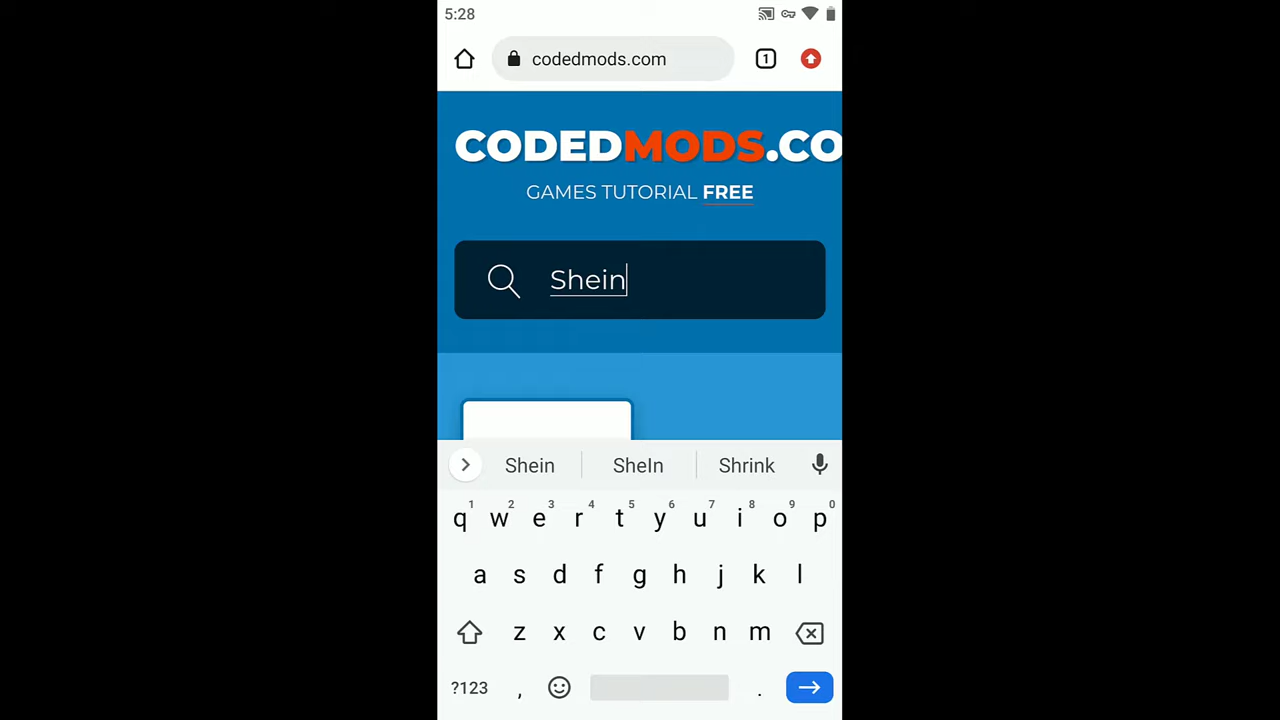 5:28
codedmods.com
1
CODEDMODS.CO
GAMES TUTORIAL FREE
Shein
Shein SheIn Shrink
1 2 3 4 5 6 7 8 9 0
q w e r t y u i o p
a s d f g h j k l
z x c v b n m
?123 , .